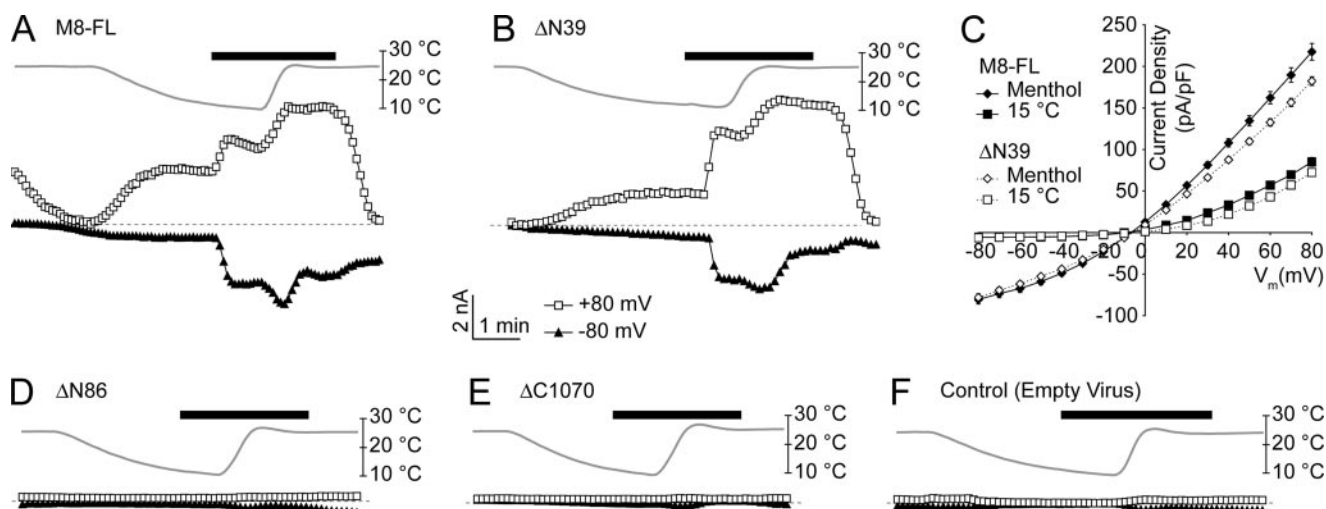 A M8-FL
30 °C
20 °C
10 °C
B ΔN39
30 °C
20 °C
10 °C
2 nA
1 min
+80 mV
-80 mV
C
M8-FL
Menthol
15 °C
ΔN39
Menthol
15 °C
Current Density
(pA/pF)
250
200
150
100
50
-50
-100
-80 -60 -40 -20 0 20 40 60 80
Vm(mV)
D ΔN86
30 °C
20 °C
10 °C
E ΔC1070
30 °C
20 °C
10 °C
F Control (Empty Virus)
30 °C
20 °C
10 °C